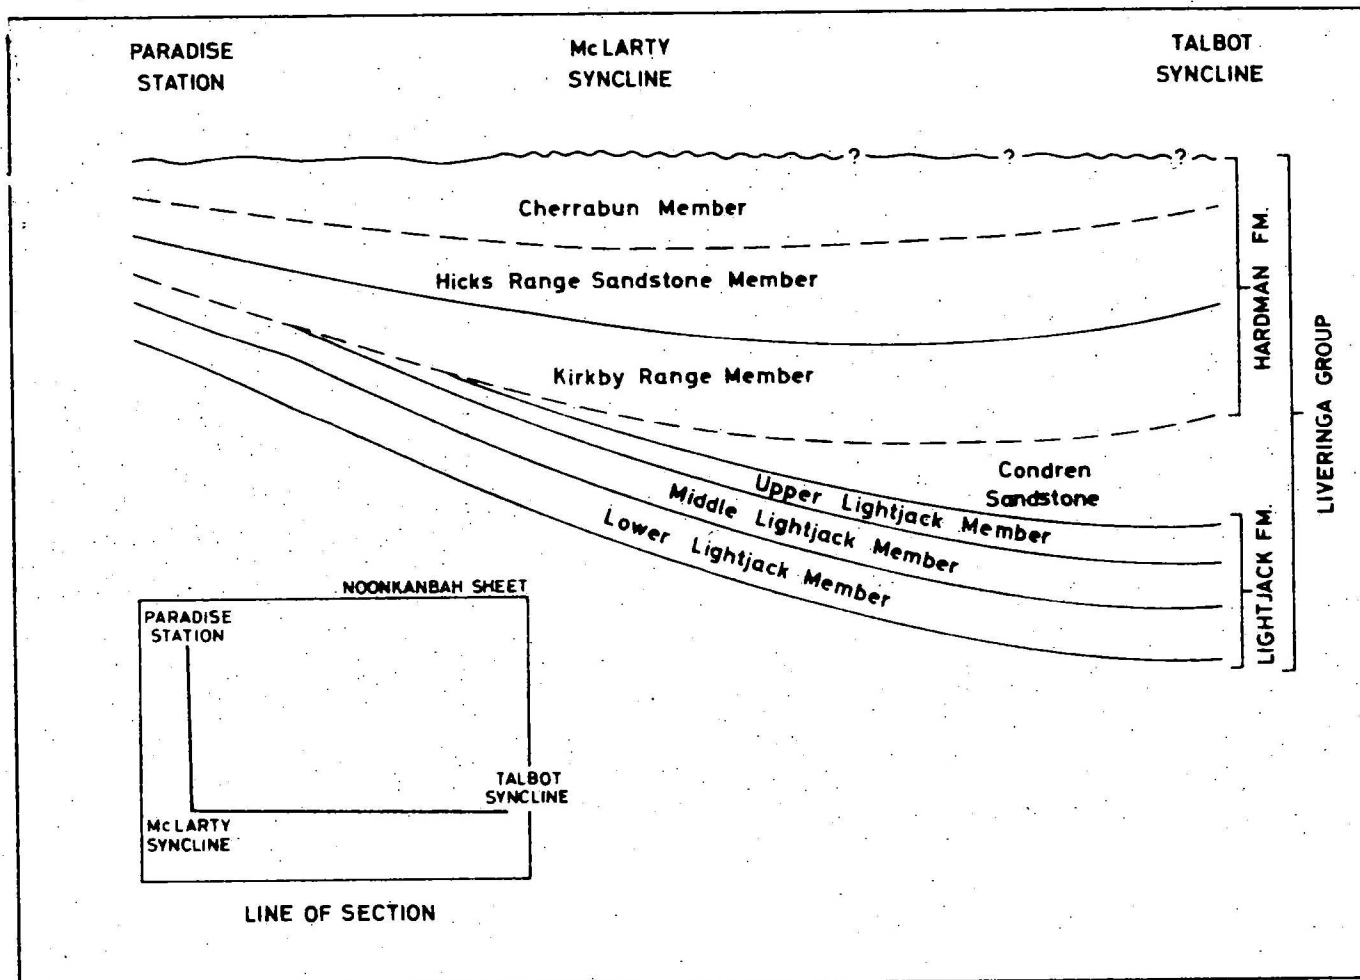 PARADISE
STATION
McLARTY
SYNCLINE
TALBOT
SYNCLINE
? ? ?
Cherrabun Member
Hicks Range Sandstone Member
Kirkby Range Member
Condren
Sandstone
Upper Lightjack Member
Middle Lightjack Member
Lower Lightjack Member
HARDMAN FM.
LIGHTJACK FM.
LIVERINGA GROUP
NOONKANBAH SHEET
PARADISE
STATION
TALBOT
SYNCLINE
McLARTY
SYNCLINE
LINE OF SECTION